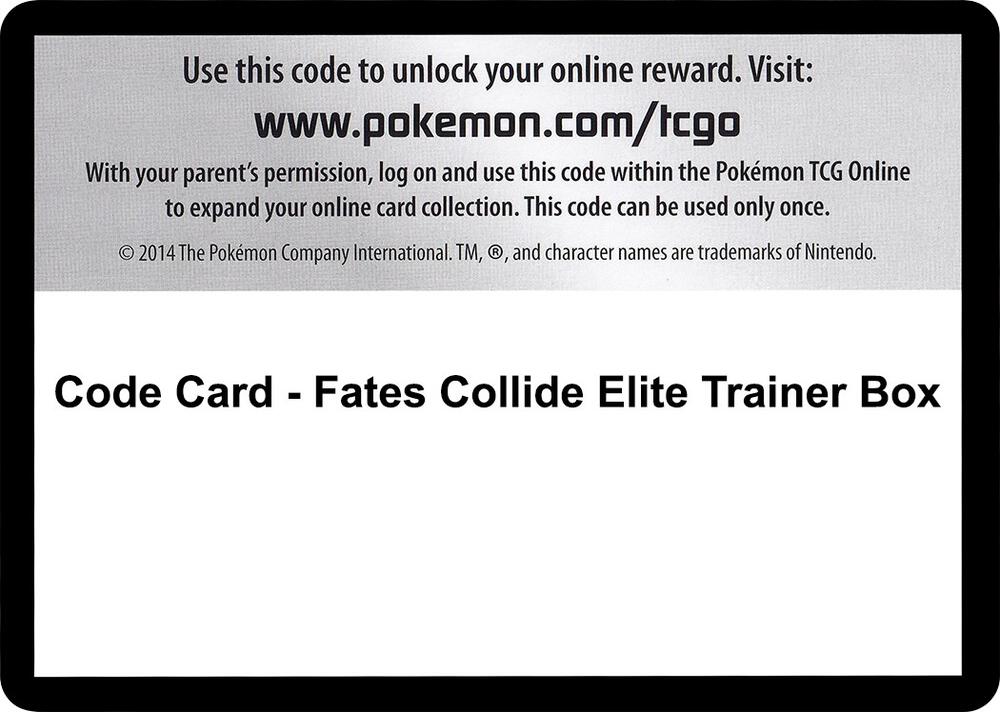 Use this code to unlock your online reward. Visit:
www.pokemon.com/tcgo
With your parent's permission, log on and use this code within the Pokémon TCG Online
to expand your online card collection. This code can be used only once.
© 2014 The Pokémon Company International. TM, ®, and character names are trademarks of Nintendo.
Code Card - Fates Collide Elite Trainer Box